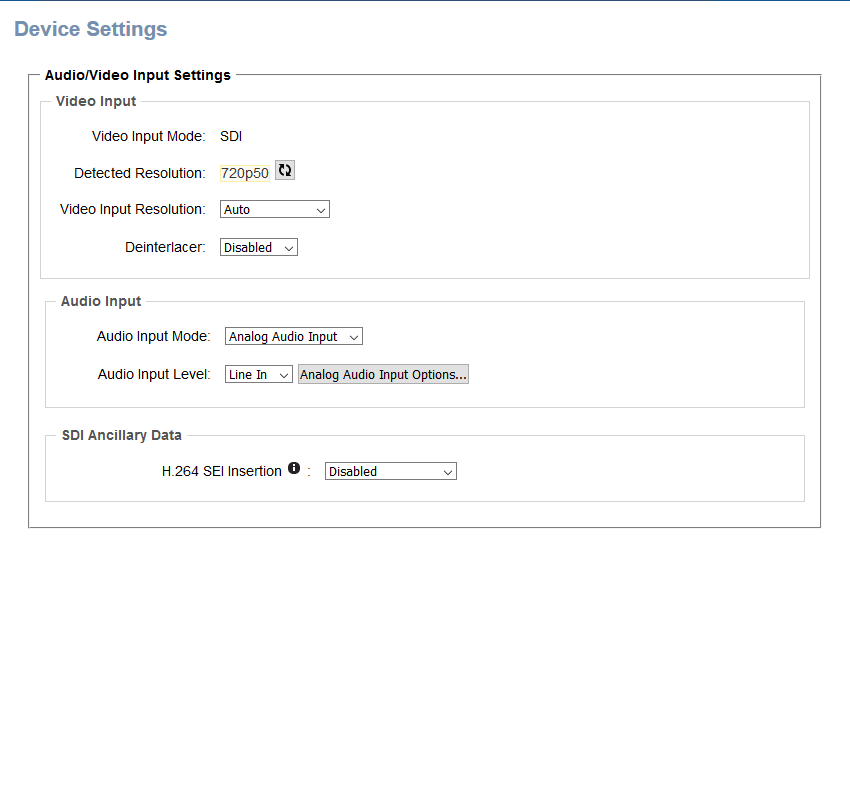 Device Settings
Audio/Video Input Settings
Video Input
Video Input Mode: SDI
Detected Resolution: 720p50
Video Input Resolution: Auto
Deinterlacer: Disabled
Audio Input
Audio Input Mode: Analog Audio Input
Audio Input Level: Line In Analog Audio Input Options...
SDI Ancillary Data
H.264 SEI Insertion : Disabled